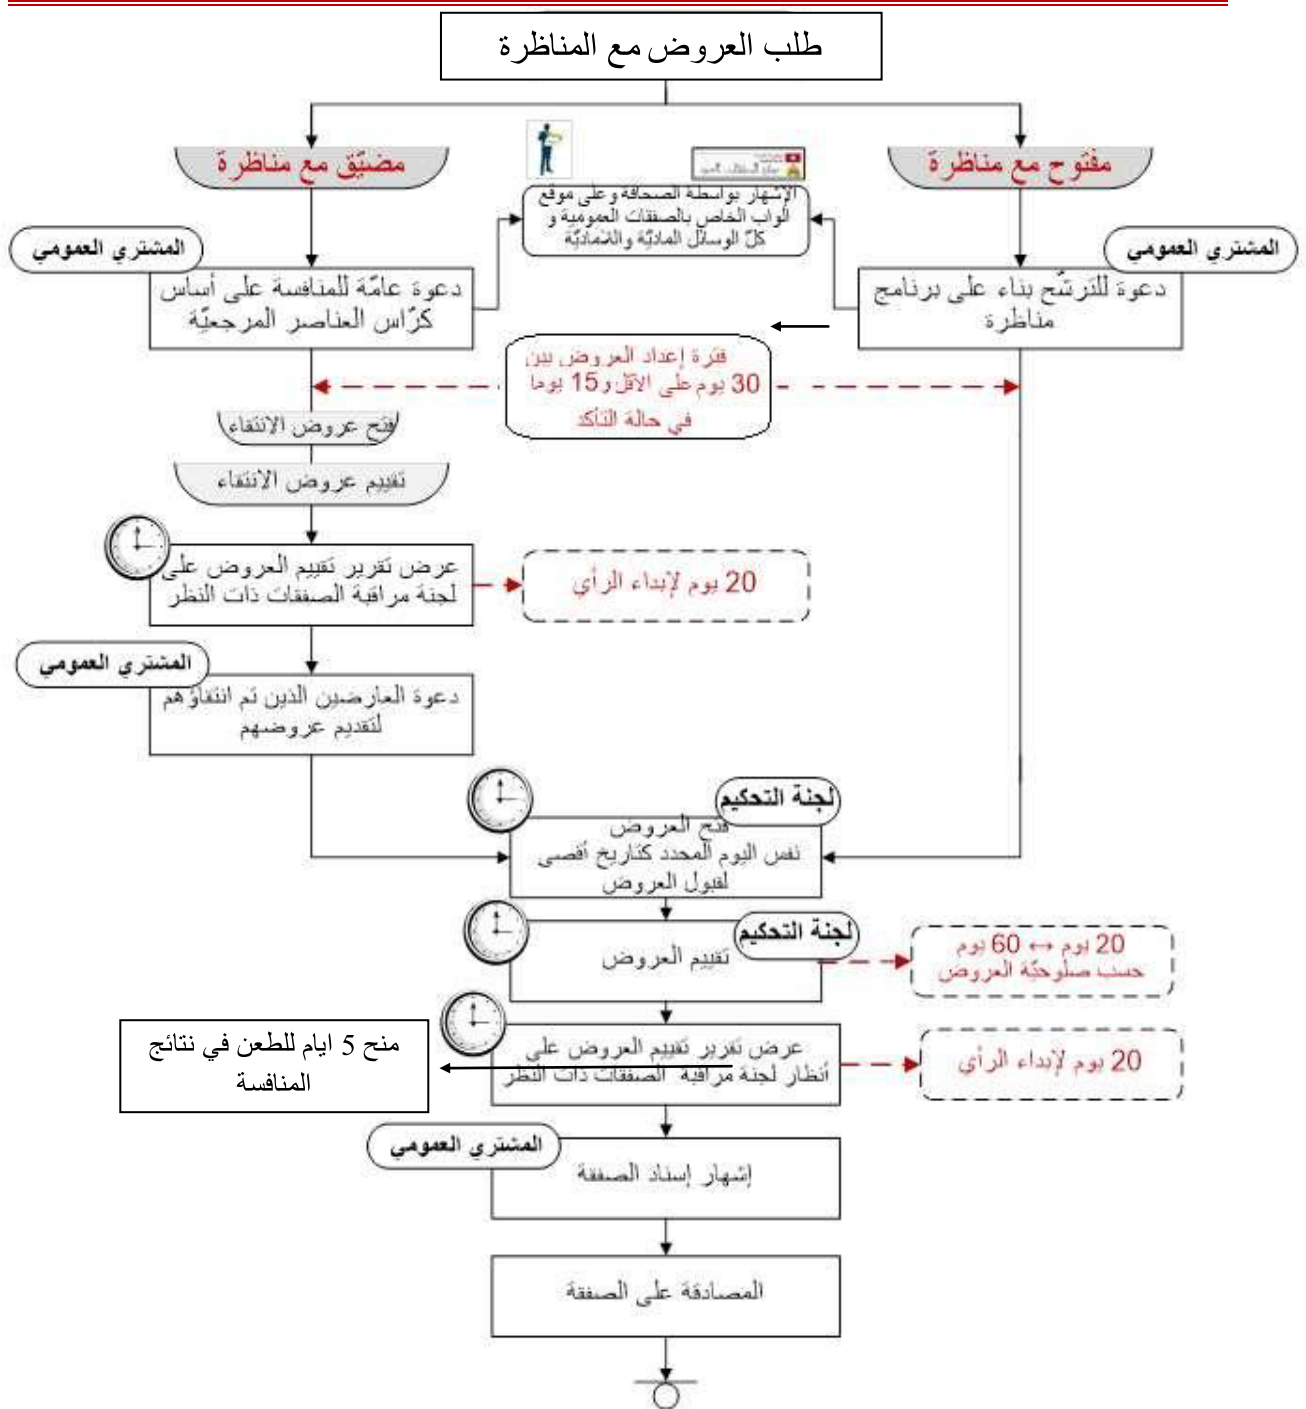 طلب العروض مع المناظرة
مفتوح مع مناظرة
مضيّق مع مناظرة
الإشهار بواسطة الصحافة وعلى موقع
الواب الخاص بالصفقات العمومية و
كلّ الوسائل الماديّة واللاماديّة
المشتري العمومي
دعوة للترشّح بناء على برنامج
مناظرة
المشتري العمومي
دعوة عامّة للمنافسة على أساس
كرّاس العناصر المرجعيّة
فترة إعداد العروض بين
30 يوم على الأقل و15 يوما
في حالة التأكد
فتح عروض الانتقاء
تقييم عروض الانتقاء
عرض تقرير تقييم العروض على
لجنة مراقبة الصفقات ذات النظر
20 يوم لإبداء الرأي
المشتري العمومي
دعوة العارضين الذين تم انتقاؤهم
لتقديم عروضهم
لجنة التحكيم
فتح العروض
نفس اليوم المحدد كتاريخ أقصى
لقبول العروض
لجنة التحكيم
تقييم العروض
20 يوم ↔ 60 يوم
حسب صلوحيّة العروض
عرض تقرير تقييم العروض على
أنظار لجنة مراقبة الصفقات ذات النظر
20 يوم لإبداء الرأي
منح 5 ايام للطعن في نتائج
المنافسة
المشتري العمومي
إشهار إسناد الصفقة
المصادقة على الصفقة